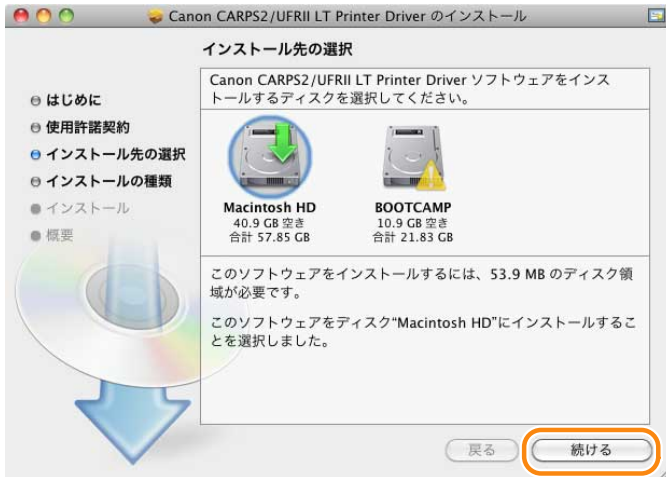 Canon CARPS2/UFRII LT Printer Driver のインストール
インストール先の選択
はじめに
使用許諾契約
インストール先の選択
インストールの種類
インストール
概要
Canon CARPS2/UFRII LT Printer Driver ソフトウェアをインス
トールするディスクを選択してください。
Macintosh HD
40.9 GB 空き
合計 57.85 GB
BOOTCAMP
10.9 GB 空き
合計 21.83 GB
このソフトウェアをインストールするには、53.9 MB のディスク領
域が必要です。
このソフトウェアをディスク“Macintosh HD”にインストールするこ
とを選択しました。
戻る
続ける